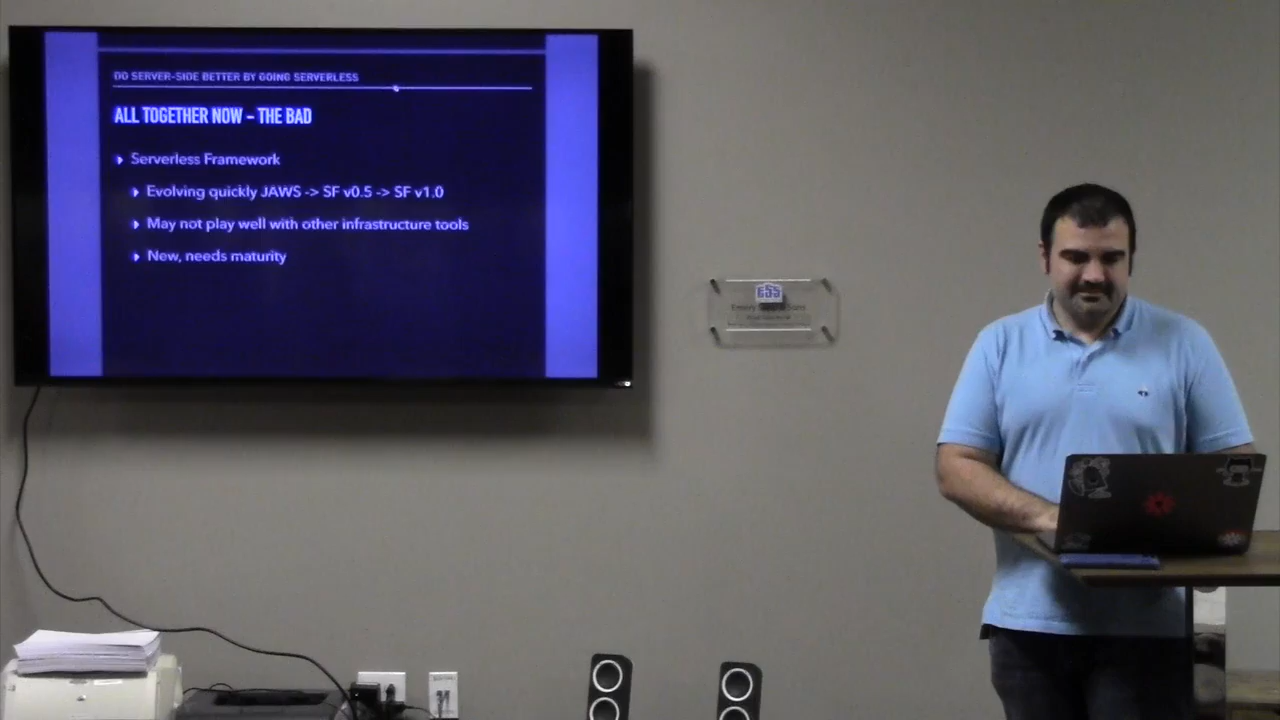 DO SERVER-SIDE BETTER BY GOING SERVERLESS
ALL TOGETHER NOW – THE BAD
Serverless Framework
Evolving quickly JAWS -> SF v0.5 -> SF v1.0
May not play well with other infrastructure tools
New, needs maturity
ESS